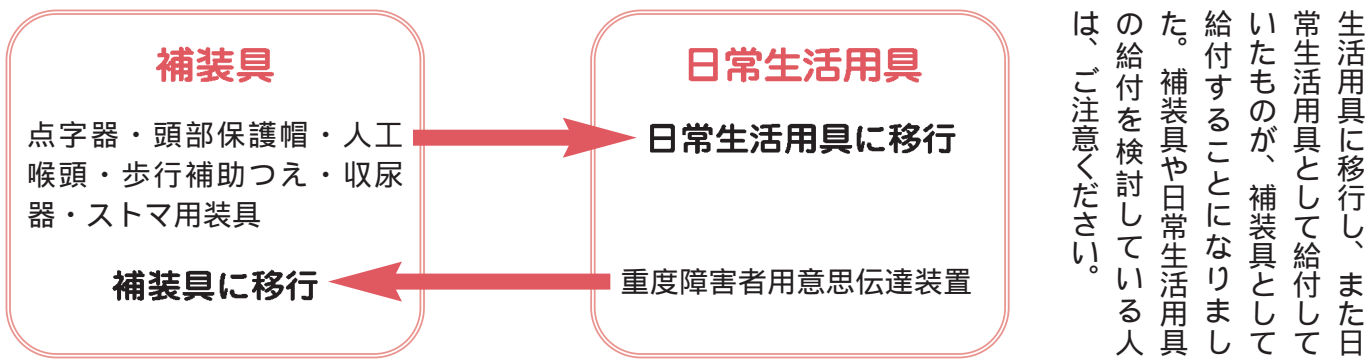 補装具
点字器・頭部保護帽・人工
喉頭・歩行補助つえ・収尿
器・ストマ用装具
補装具に移行
日常生活用具
日常生活用具に移行
重度障害者用意思伝達装置
生活用具に移行し、また日
常生活用具として給付して
いたものが、補装具として
給付することになりまし
た。補装具や日常生活用具
の給付を検討している人
は、ご注意ください。